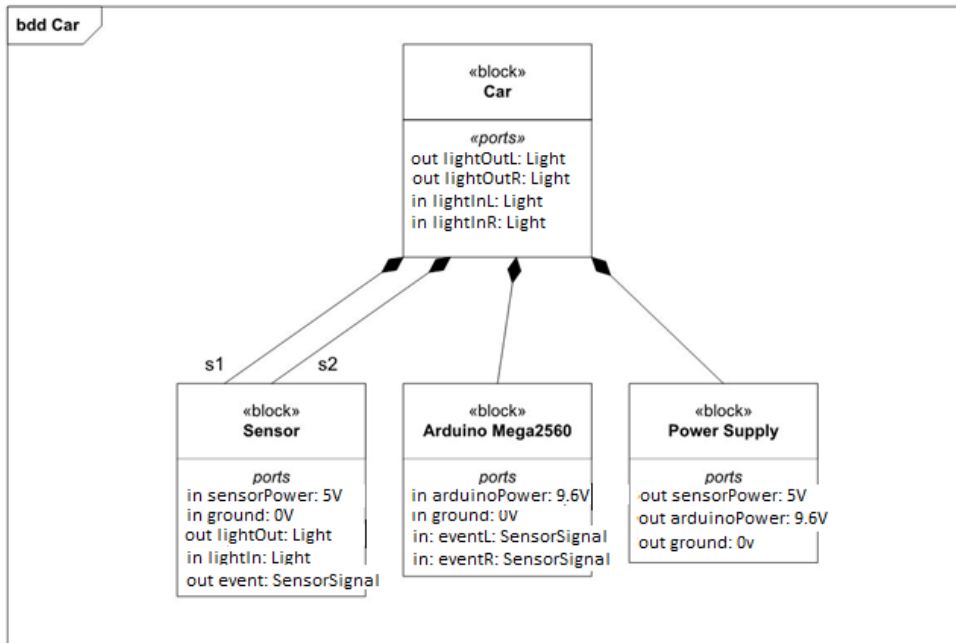 bdd Car
«block»
Car
«ports»
out lightOutL: Light
out lightOutR: Light
in lightInL: Light
in lightInR: Light
s1
s2
«block»
Sensor
ports
in sensorPower: 5V
in ground: 0V
out lightOut: Light
in lightIn: Light
out event: SensorSignal
«block»
Arduino Mega2560
ports
in arduinoPower: 9.6V
in ground: 0V
in: eventL: SensorSignal
in: eventR: SensorSignal
«block»
Power Supply
ports
out sensorPower: 5V
out arduinoPower: 9.6V
out ground: 0v